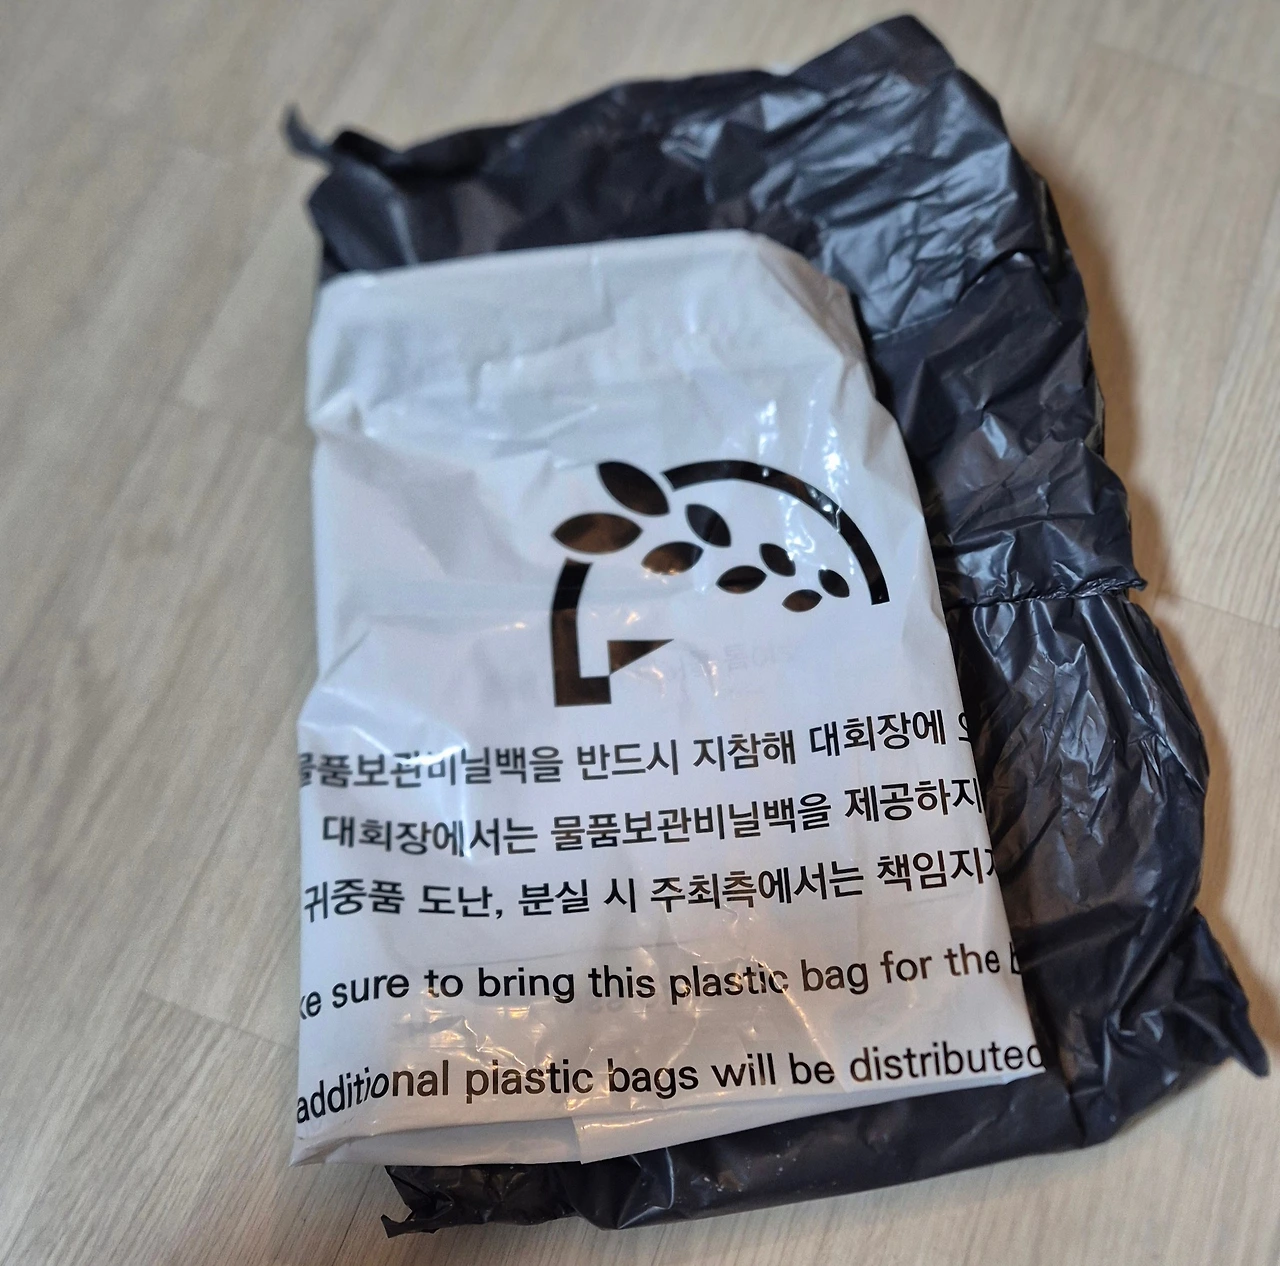 물품보관비닐백을 반드시 지참해 대회장에
대회장에서는 물품보관비닐백을 제공하지
귀중품 도난, 분실 시 주최측에서는 책임지지
ke sure to bring this plastic bag for the b
additional plastic bags will be distributed